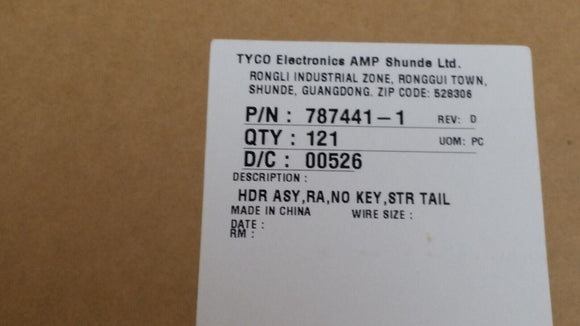 TYCO Electronics AMP Shunde Ltd.
RONGLI INDUSTRIAL ZONE, RONGGUI TOWN,
SHUNDE, GUANGDONG. ZIP CODE: 528306
P/N : 787441-1 REV: D
QTY : 121 UOM: PC
D/C : 00526
DESCRIPTION :
HDR ASY,RA,NO KEY,STR TAIL
MADE IN CHINA WIRE SIZE :
DATE :
RM :